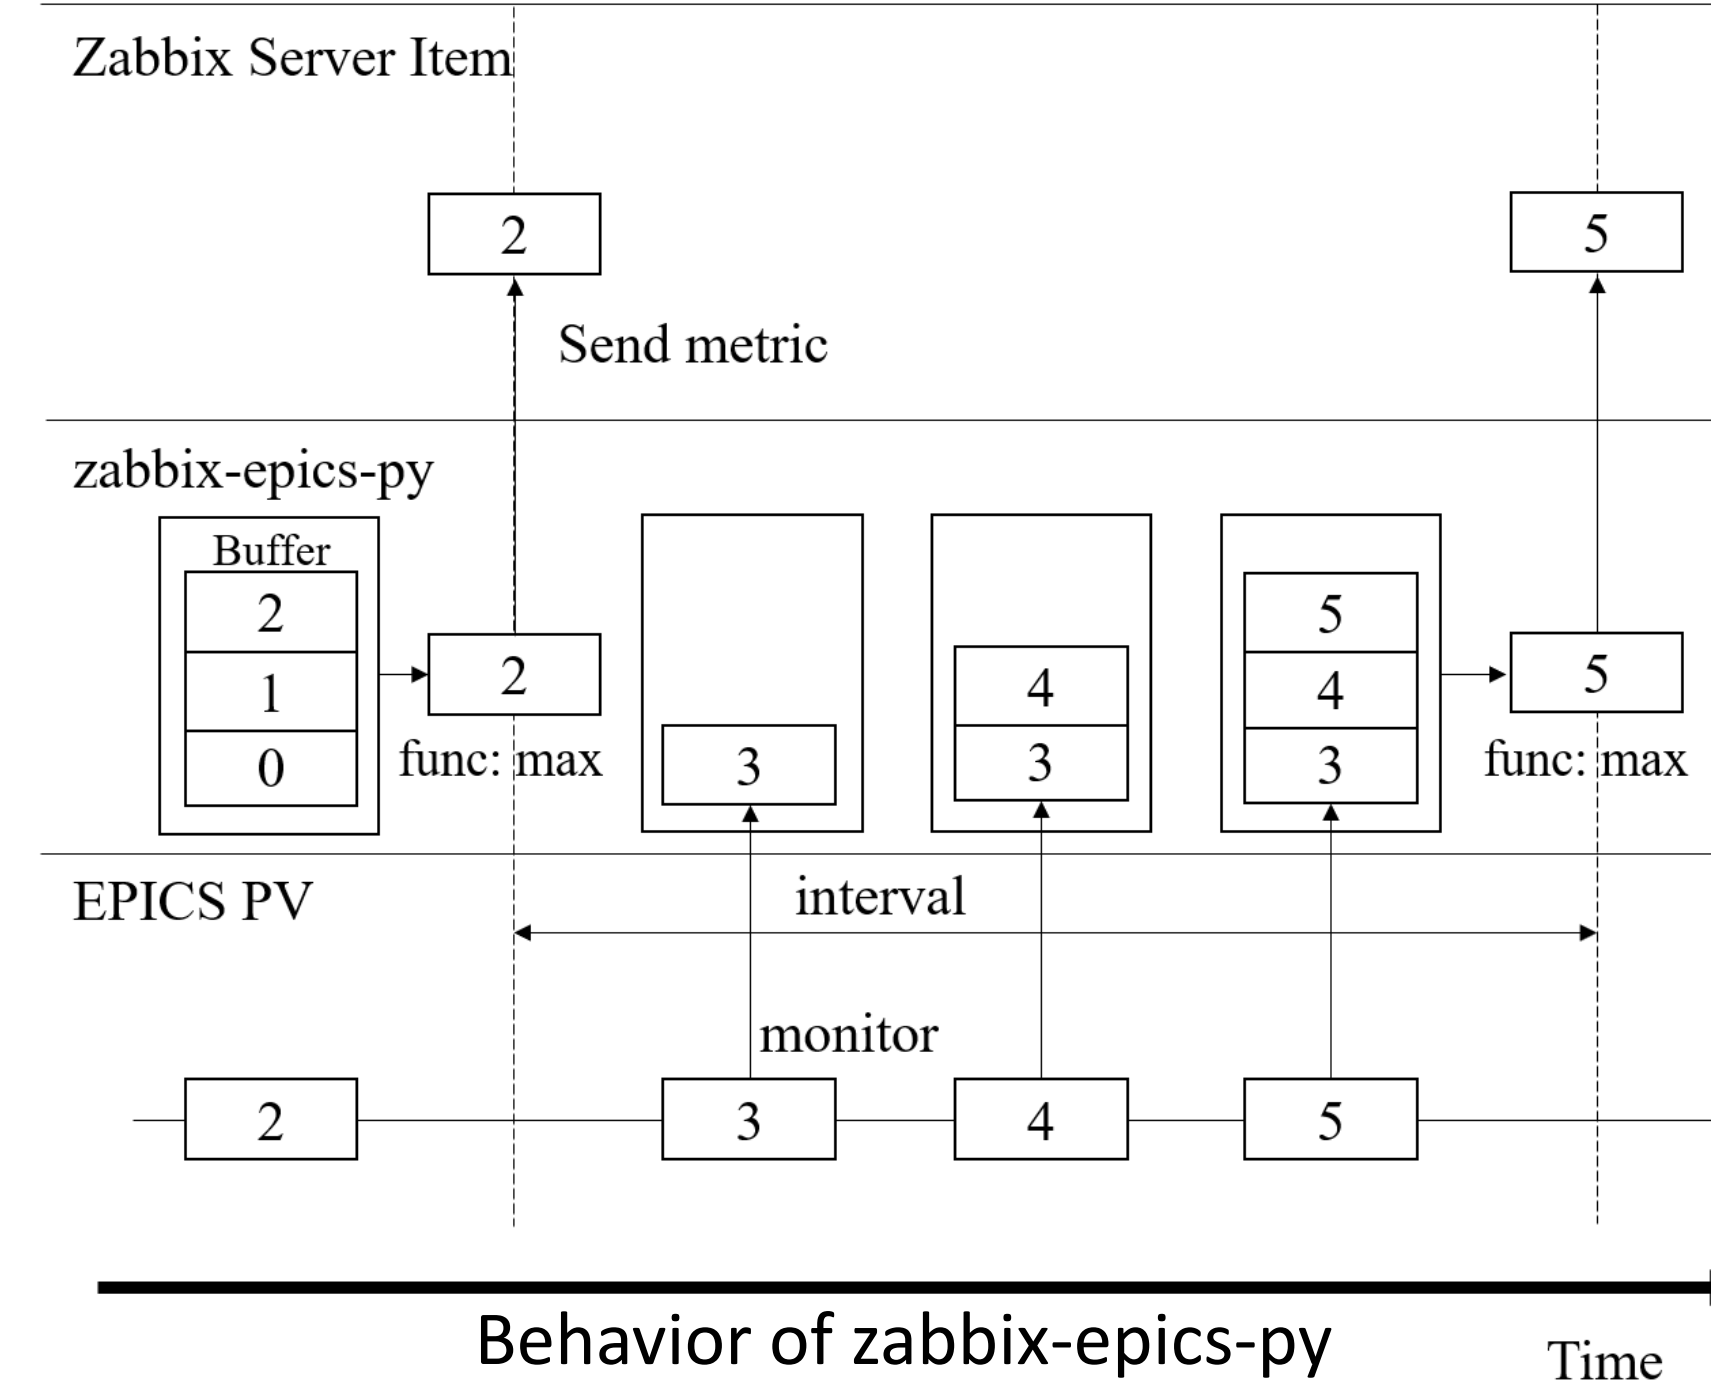 Zabbix Server Item
2
5
Send metric
zabbix-epics-py
Buffer
2
1
0
2
func: max
3
4
3
5
4
3
5
func: max
EPICS PV
interval
monitor
2
3
4
5
Behavior of zabbix-epics-py
Time